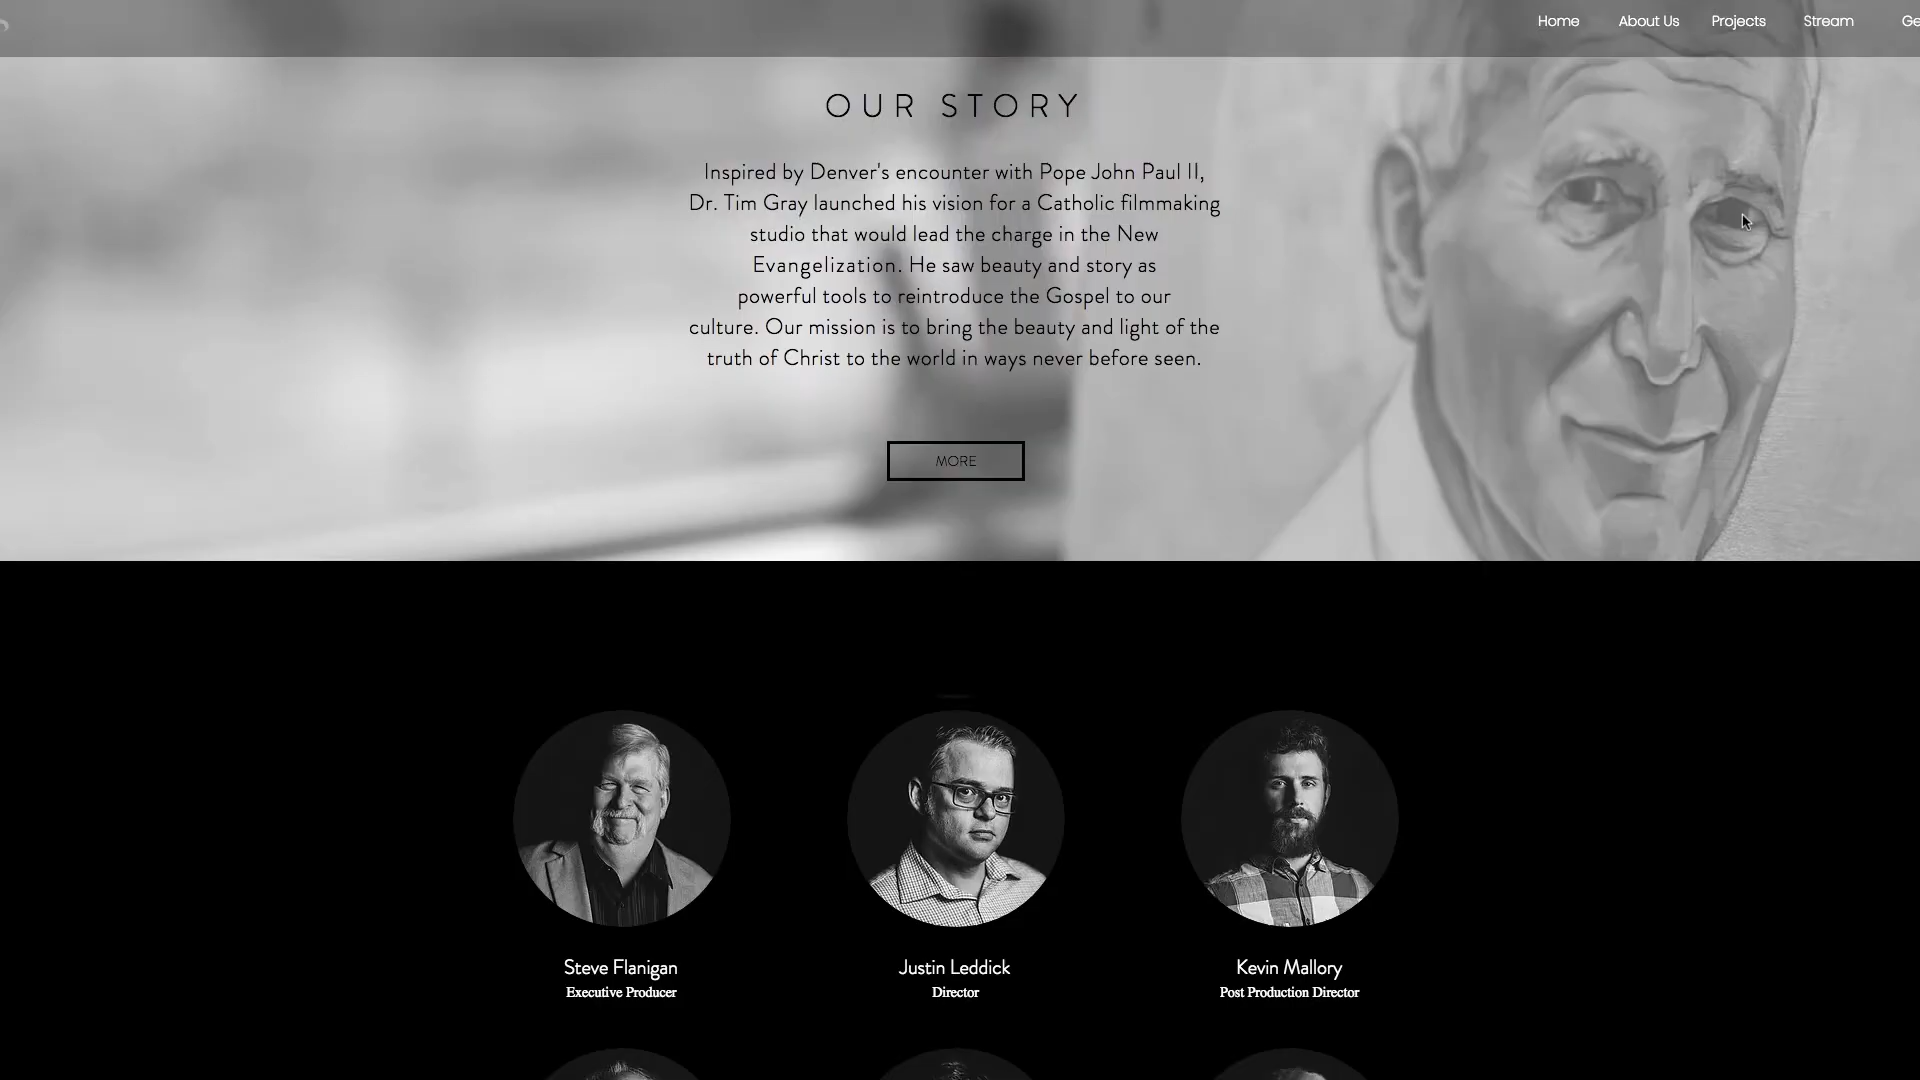 Home About Us Projects Stream
OUR STORY
Inspired by Denver's encounter with Pope John Paul II,
Dr. Tim Gray launched his vision for a Catholic filmmaking
studio that would lead the charge in the New
Evangelization. He saw beauty and story as
powerful tools to reintroduce the Gospel to our
culture. Our mission is to bring the beauty and light of the
truth of Christ to the world in ways never before seen.
MORE
Steve Flanigan Justin Leddick Kevin Mallory
Executive Producer Director Post Production Director